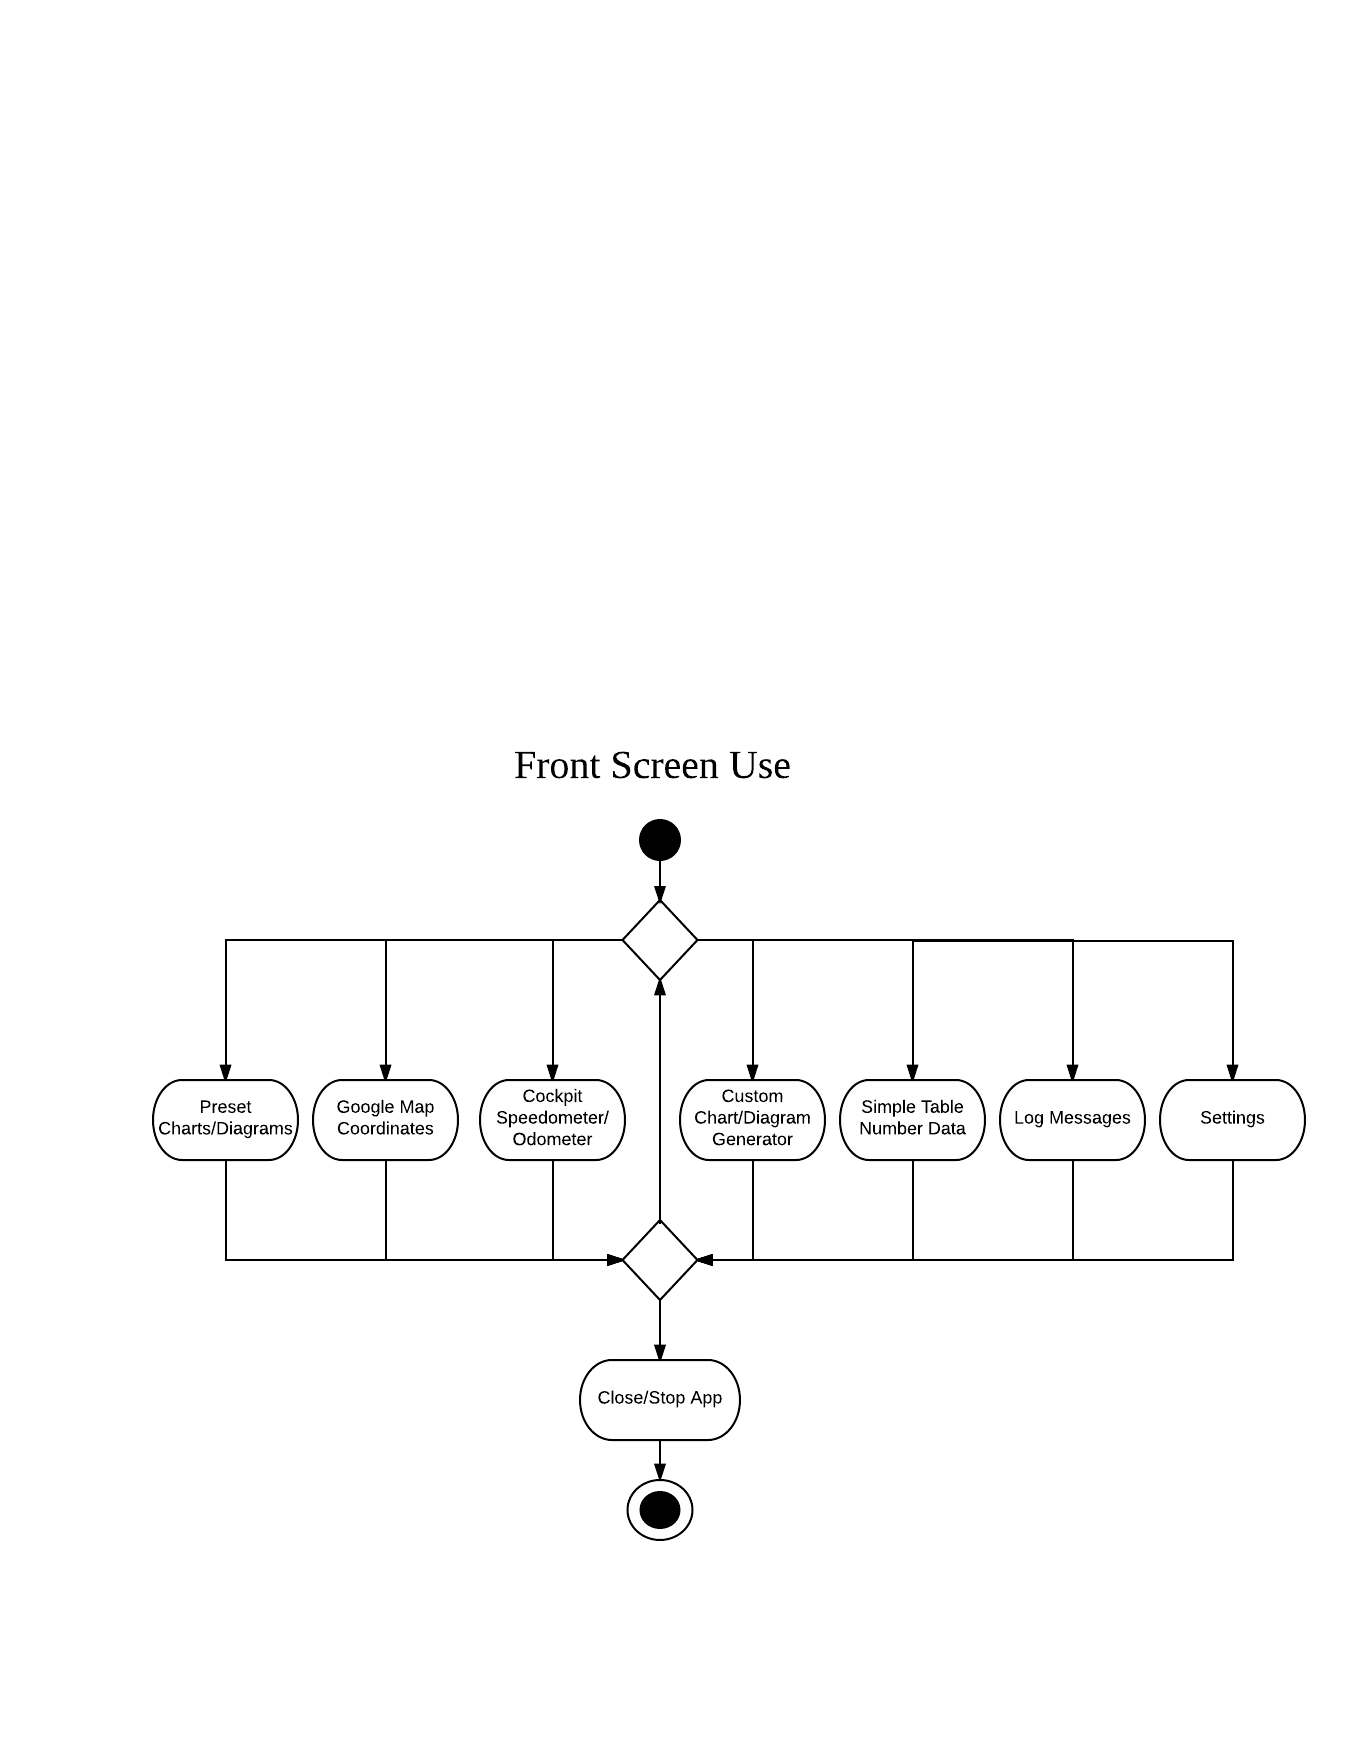 Front Screen Use
Preset
Charts/Diagrams
Google Map
Coordinates
Cockpit
Speedometer/
Odometer
Custom
Chart/Diagram
Generator
Simple Table
Number Data
Log Messages
Settings
Close/Stop App